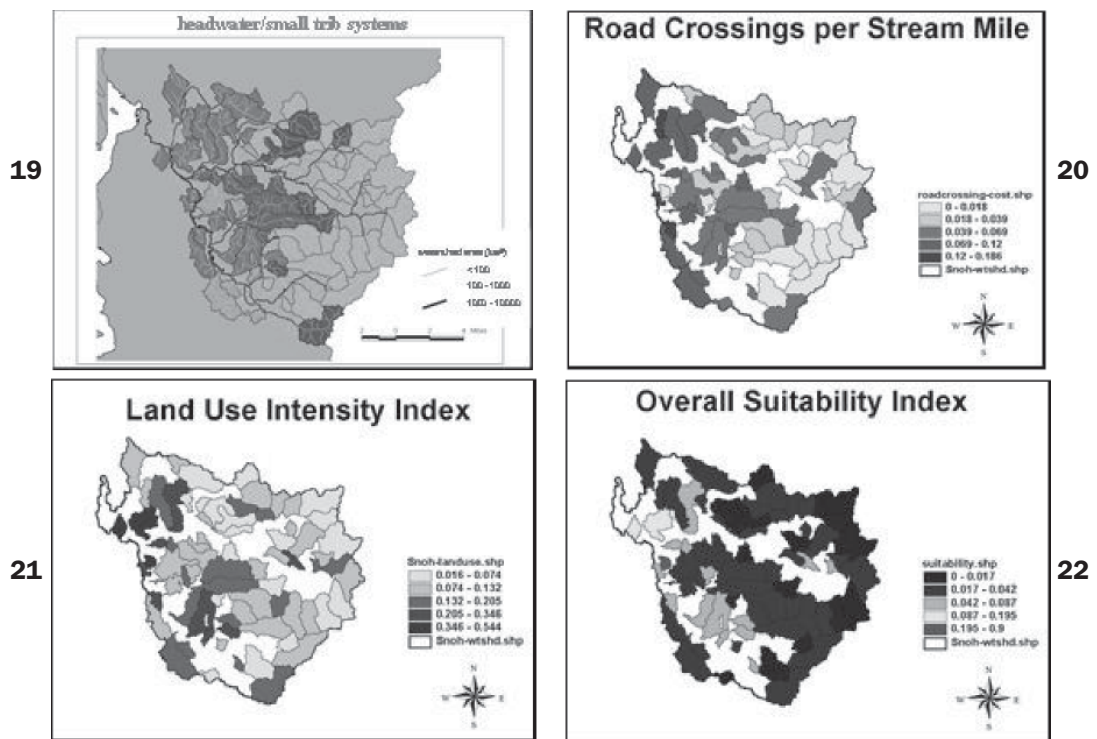 headwater/small trib systems
19
<100
100 - 1000
1000 - 10000
2 0 2 4 Miles
Road Crossings per Stream Mile
20
roadcrossing-cost.shp
0 - 0.018
0.018 - 0.039
0.039 - 0.069
0.069 - 0.12
0.12 - 0.186
Snoh-wtshd.shp
N
W E
S
Land Use Intensity Index
21
Snoh-landuse.shp
0.016 - 0.074
0.074 - 0.132
0.132 - 0.205
0.205 - 0.346
0.346 - 0.544
Snoh-wtshd.shp
N
W E
S
Overall Suitability Index
22
suitability.shp
0 - 0.017
0.017 - 0.042
0.042 - 0.087
0.087 - 0.195
0.195 - 0.9
Snoh-wtshd.shp
N
W E
S